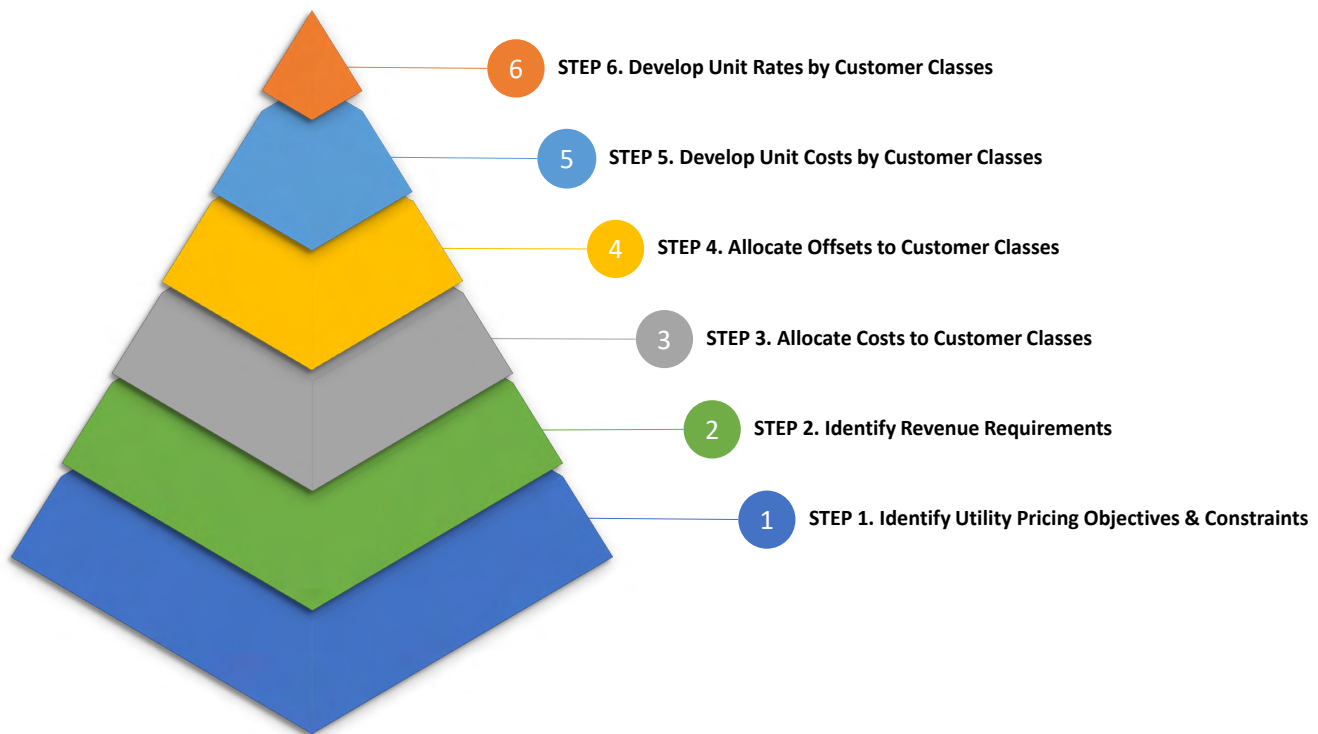 6 STEP 6. Develop Unit Rates by Customer Classes
5 STEP 5. Develop Unit Costs by Customer Classes
4 STEP 4. Allocate Offsets to Customer Classes
3 STEP 3. Allocate Costs to Customer Classes
2 STEP 2. Identify Revenue Requirements
1 STEP 1. Identify Utility Pricing Objectives & Constraints